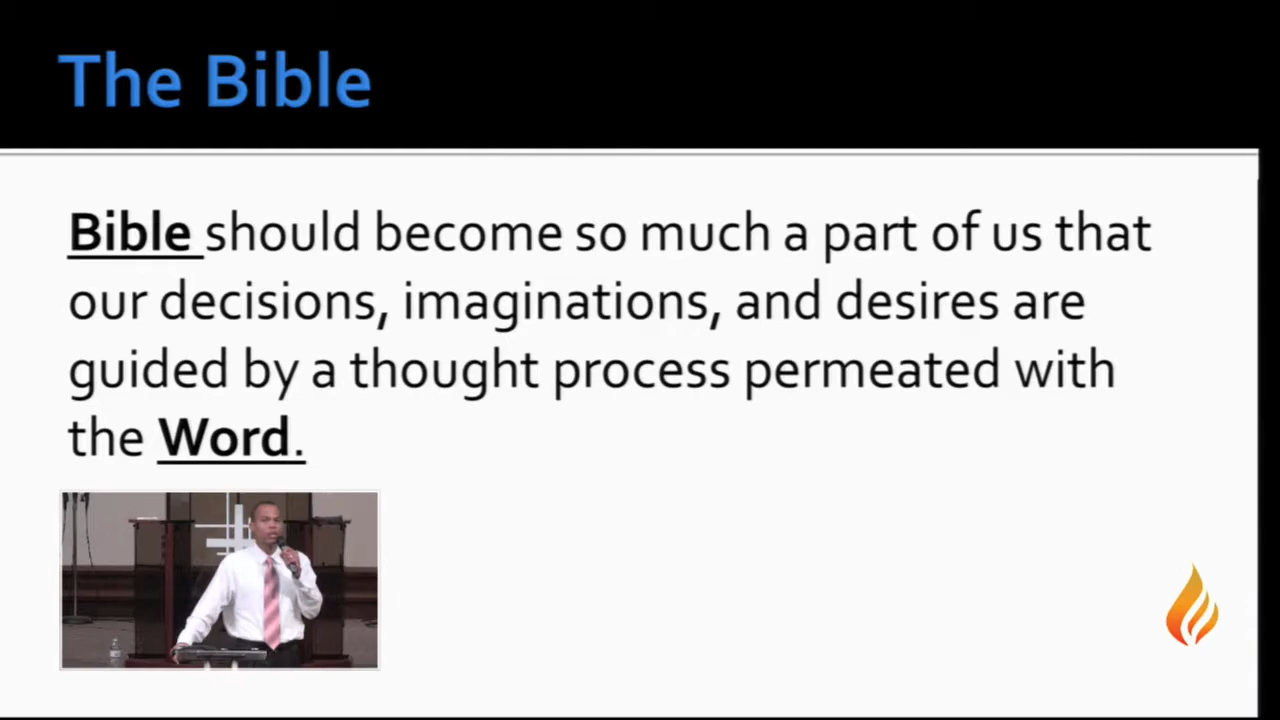 The Bible
Bible should become so much a part of us that
our decisions, imaginations, and desires are
guided by a thought process permeated with
the Word.